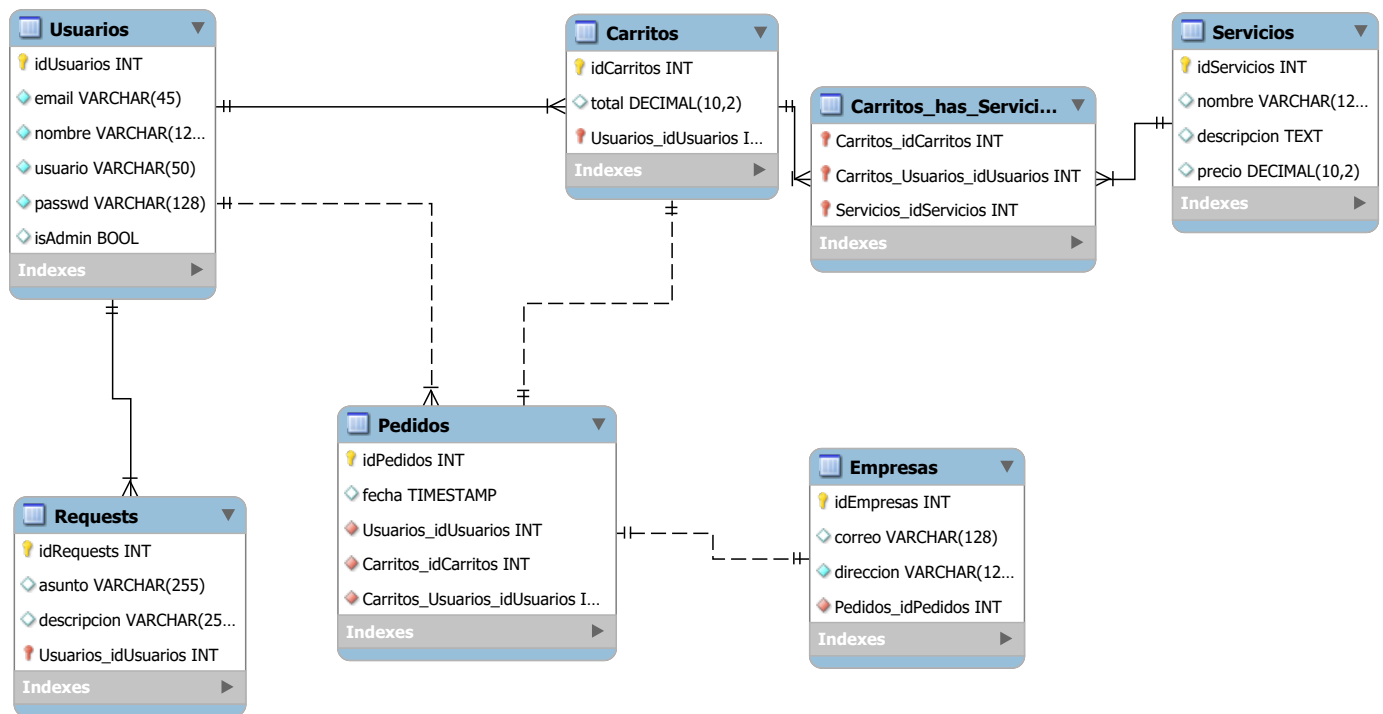 Usuarios
idUsuarios INT
email VARCHAR(45)
nombre VARCHAR(12...
usuario VARCHAR(50)
passwd VARCHAR(128)
isAdmin BOOL
Indexes
Carritos
idCarritos INT
total DECIMAL(10,2)
Usuarios_idUsuarios I...
Indexes
Carritos_has_Servici...
Carritos_idCarritos INT
Carritos_Usuarios_idUsuarios INT
Servicios_idServicios INT
Indexes
Servicios
idServicios INT
nombre VARCHAR(12...
descripcion TEXT
precio DECIMAL(10,2)
Indexes
Requests
idRequests INT
asunto VARCHAR(255)
descripcion VARCHAR(25...
Usuarios_idUsuarios INT
Indexes
Pedidos
idPedidos INT
fecha TIMESTAMP
Usuarios_idUsuarios INT
Carritos_idCarritos INT
Carritos_Usuarios_idUsuarios I...
Indexes
Empresas
idEmpresas INT
correo VARCHAR(128)
direccion VARCHAR(12...
Pedidos_idPedidos INT
Indexes